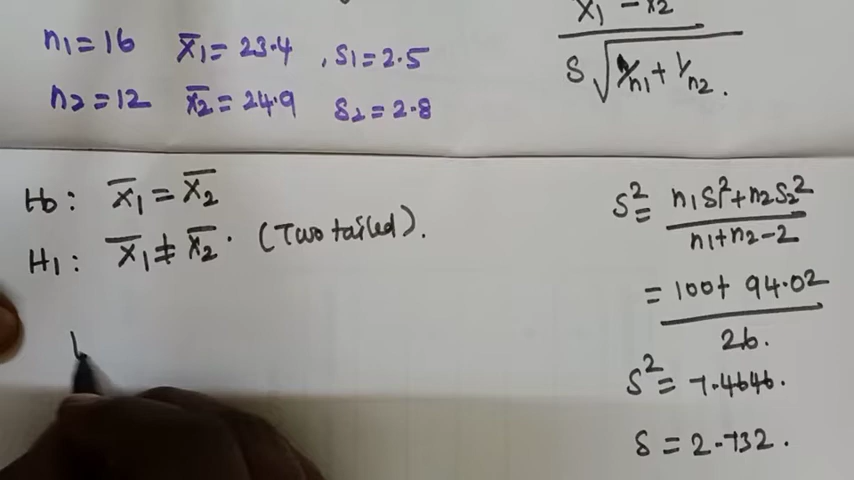 n1 = 16 x̄1 = 23.4 , s1 = 2.5
n2 = 12 x̄2 = 24.9 s2 = 2.8
x̄1 - x̄2
S√1/n1 + 1/n2 .
H0 : x̄1 = x̄2
H1 : x̄1 ≠ x̄2 . (Two tailed).
S² = n1s1² + n2s2²
n1 + n2 - 2
= 100 + 94.02
26.
S² = 7.4646.
S = 2.732.